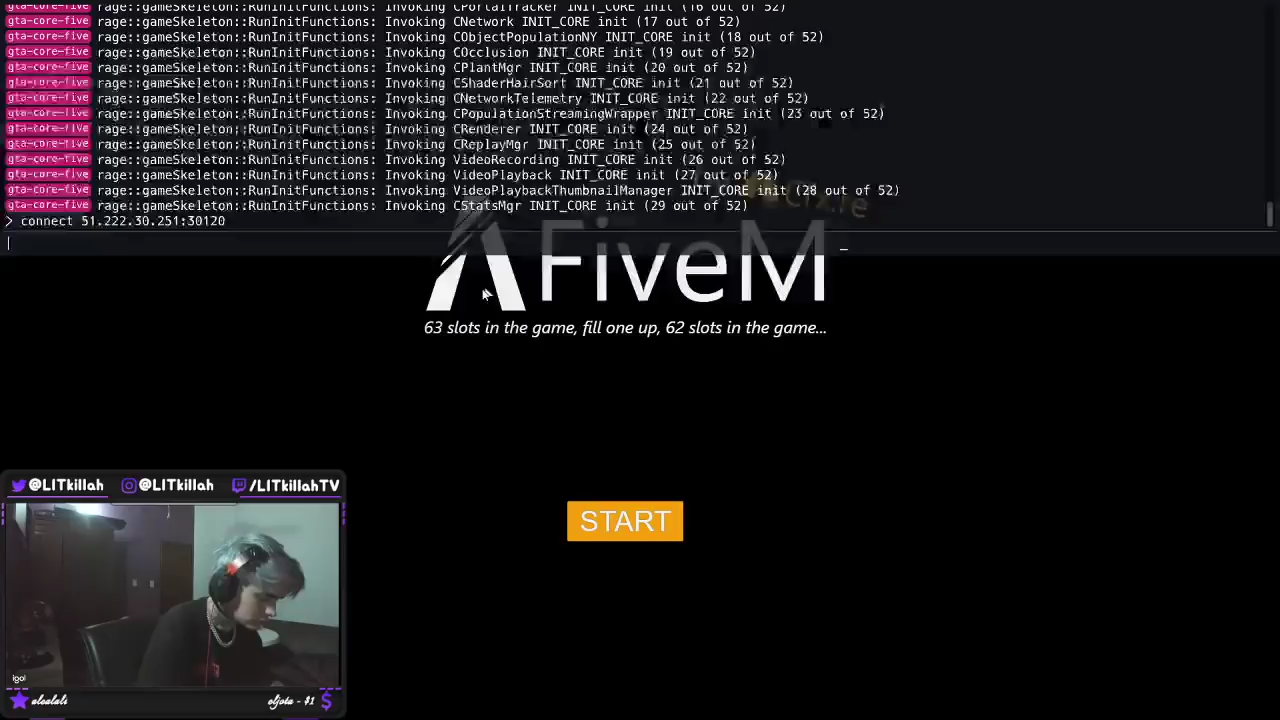 gta-core-five rage::gameSkeleton::RunInitFunctions: Invoking CPortalTracker INIT_CORE init (16 out of 52)
gta-core-five rage::gameSkeleton::RunInitFunctions: Invoking CNetwork INIT_CORE init (17 out of 52)
gta-core-five rage::gameSkeleton::RunInitFunctions: Invoking CObjectPopulationNY INIT_CORE init (18 out of 52)
gta-core-five rage::gameSkeleton::RunInitFunctions: Invoking COcclusion INIT_CORE init (19 out of 52)
gta-core-five rage::gameSkeleton::RunInitFunctions: Invoking CPlantMgr INIT_CORE init (20 out of 52)
gta-core-five rage::gameSkeleton::RunInitFunctions: Invoking CShaderHairSort INIT_CORE init (21 out of 52)
gta-core-five rage::gameSkeleton::RunInitFunctions: Invoking CNetworkTelemetry INIT_CORE init (22 out of 52)
gta-core-five rage::gameSkeleton::RunInitFunctions: Invoking CPopulationStreamingWrapper INIT_CORE init (23 out of 52)
gta-core-five rage::gameSkeleton::RunInitFunctions: Invoking CRenderer INIT_CORE init (24 out of 52)
gta-core-five rage::gameSkeleton::RunInitFunctions: Invoking CReplayMgr INIT_CORE init (25 out of 52)
gta-core-five rage::gameSkeleton::RunInitFunctions: Invoking VideoRecording INIT_CORE init (26 out of 52)
gta-core-five rage::gameSkeleton::RunInitFunctions: Invoking VideoPlayback INIT_CORE init (27 out of 52)
gta-core-five rage::gameSkeleton::RunInitFunctions: Invoking VideoPlaybackThumbnailManager INIT_CORE init (28 out of 52)
gta-core-five rage::gameSkeleton::RunInitFunctions: Invoking CStatsMgr INIT_CORE init (29 out of 52)
> connect 51.222.30.251:30120
FiveM
63 slots in the game, fill one up, 62 slots in the game...
START
@LITkillah @LITkillah /LITkillahTV
igol
alealali eljota - $1